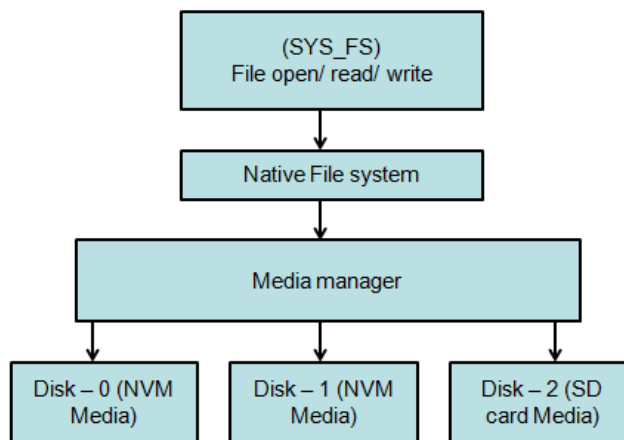 (SYS_FS)
File open/ read/ write
Native File system
Media manager
Disk – 0 (NVM
Media)
Disk – 1 (NVM
Media)
Disk – 2 (SD
card Media)